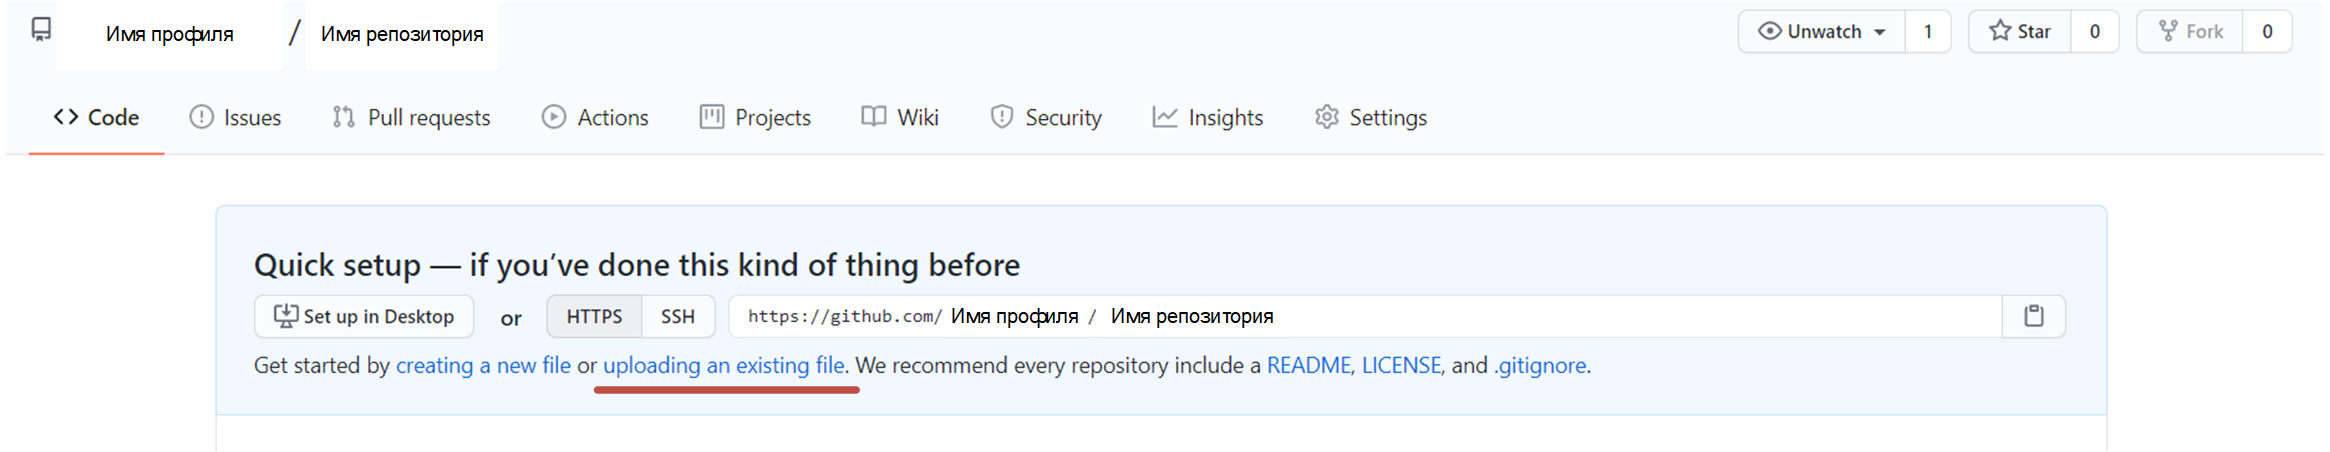 Имя профиля / Имя репозитория
Unwatch 1 Star 0 Fork 0
Code Issues Pull requests Actions Projects Wiki Security Insights Settings
Quick setup — if you’ve done this kind of thing before
Set up in Desktop or HTTPS SSH https://github.com/ Имя профиля / Имя репозитория
Get started by creating a new file or uploading an existing file. We recommend every repository include a README, LICENSE, and .gitignore.